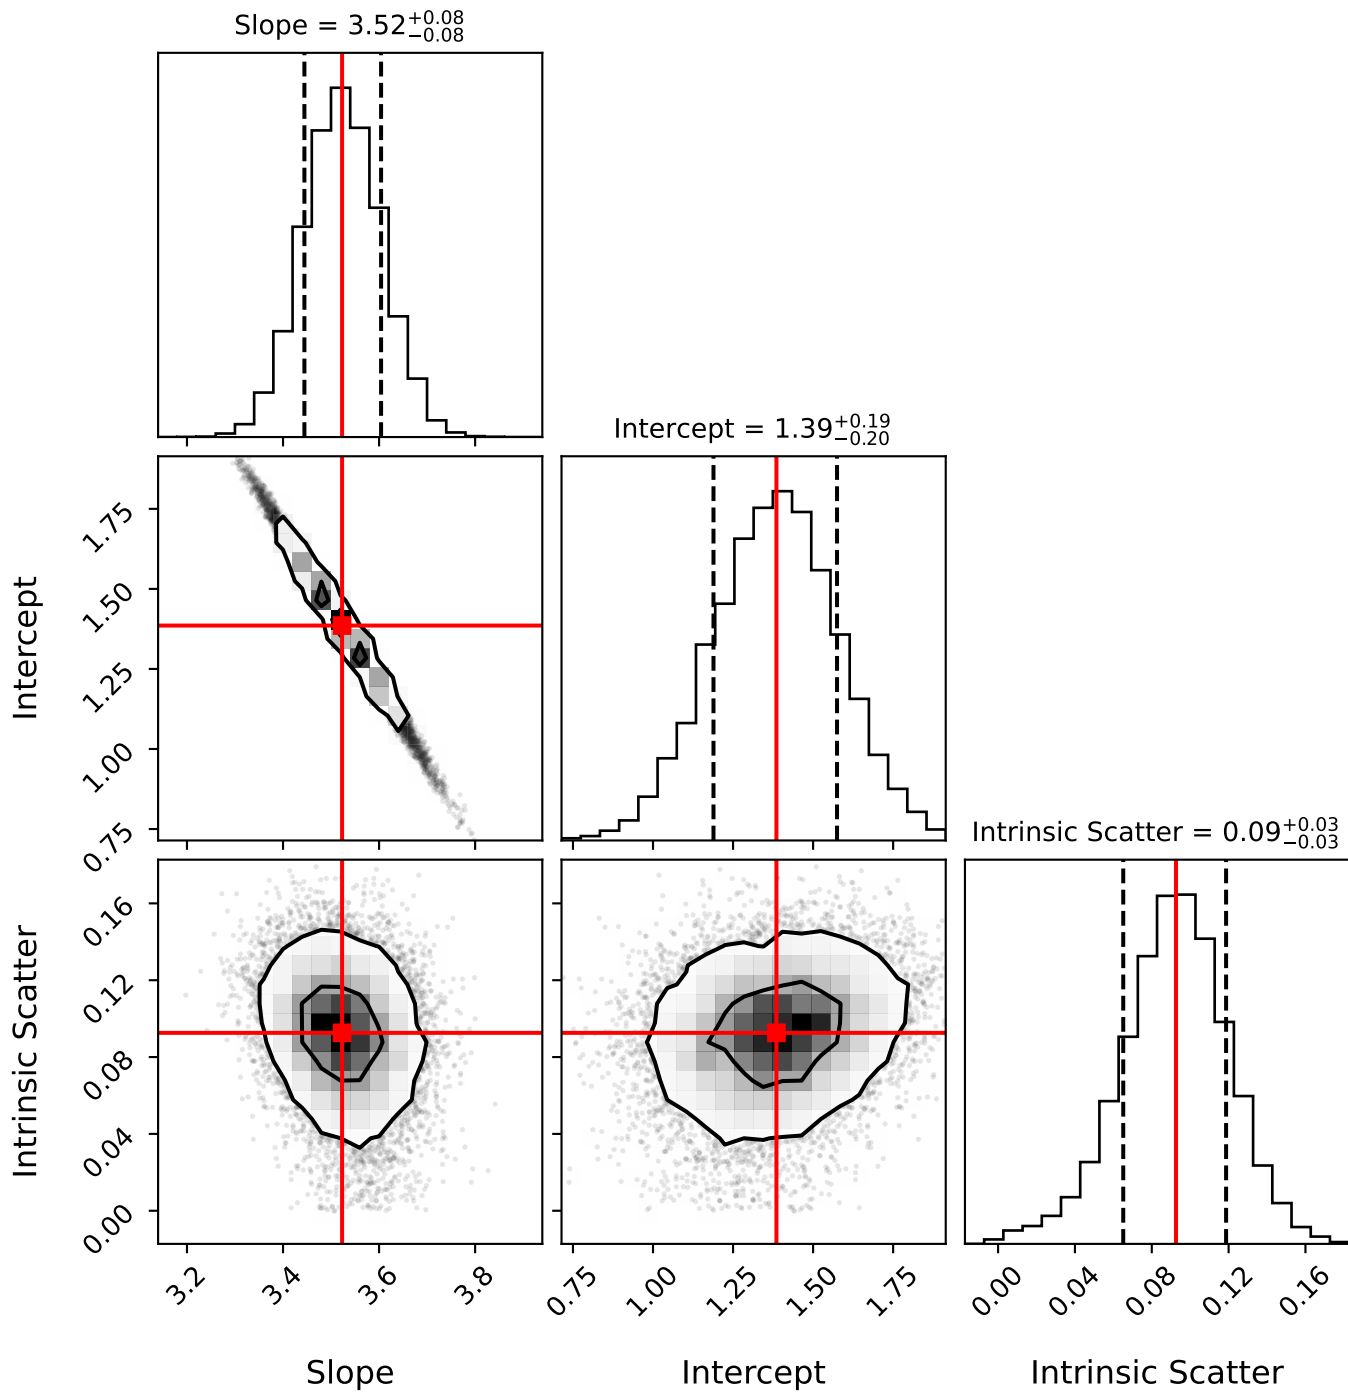 Slope = 3.52 +0.08 −0.08
Intercept = 1.39 +0.19 −0.20
Intercept
1.75
1.50
1.25
1.00
0.75
Intrinsic Scatter = 0.09 +0.03 −0.03
Intrinsic Scatter
0.16
0.12
0.08
0.04
0.00
3.2 3.4 3.6 3.8
0.75 1.00 1.25 1.50 1.75
0.00 0.04 0.08 0.12 0.16
Slope
Intercept
Intrinsic Scatter